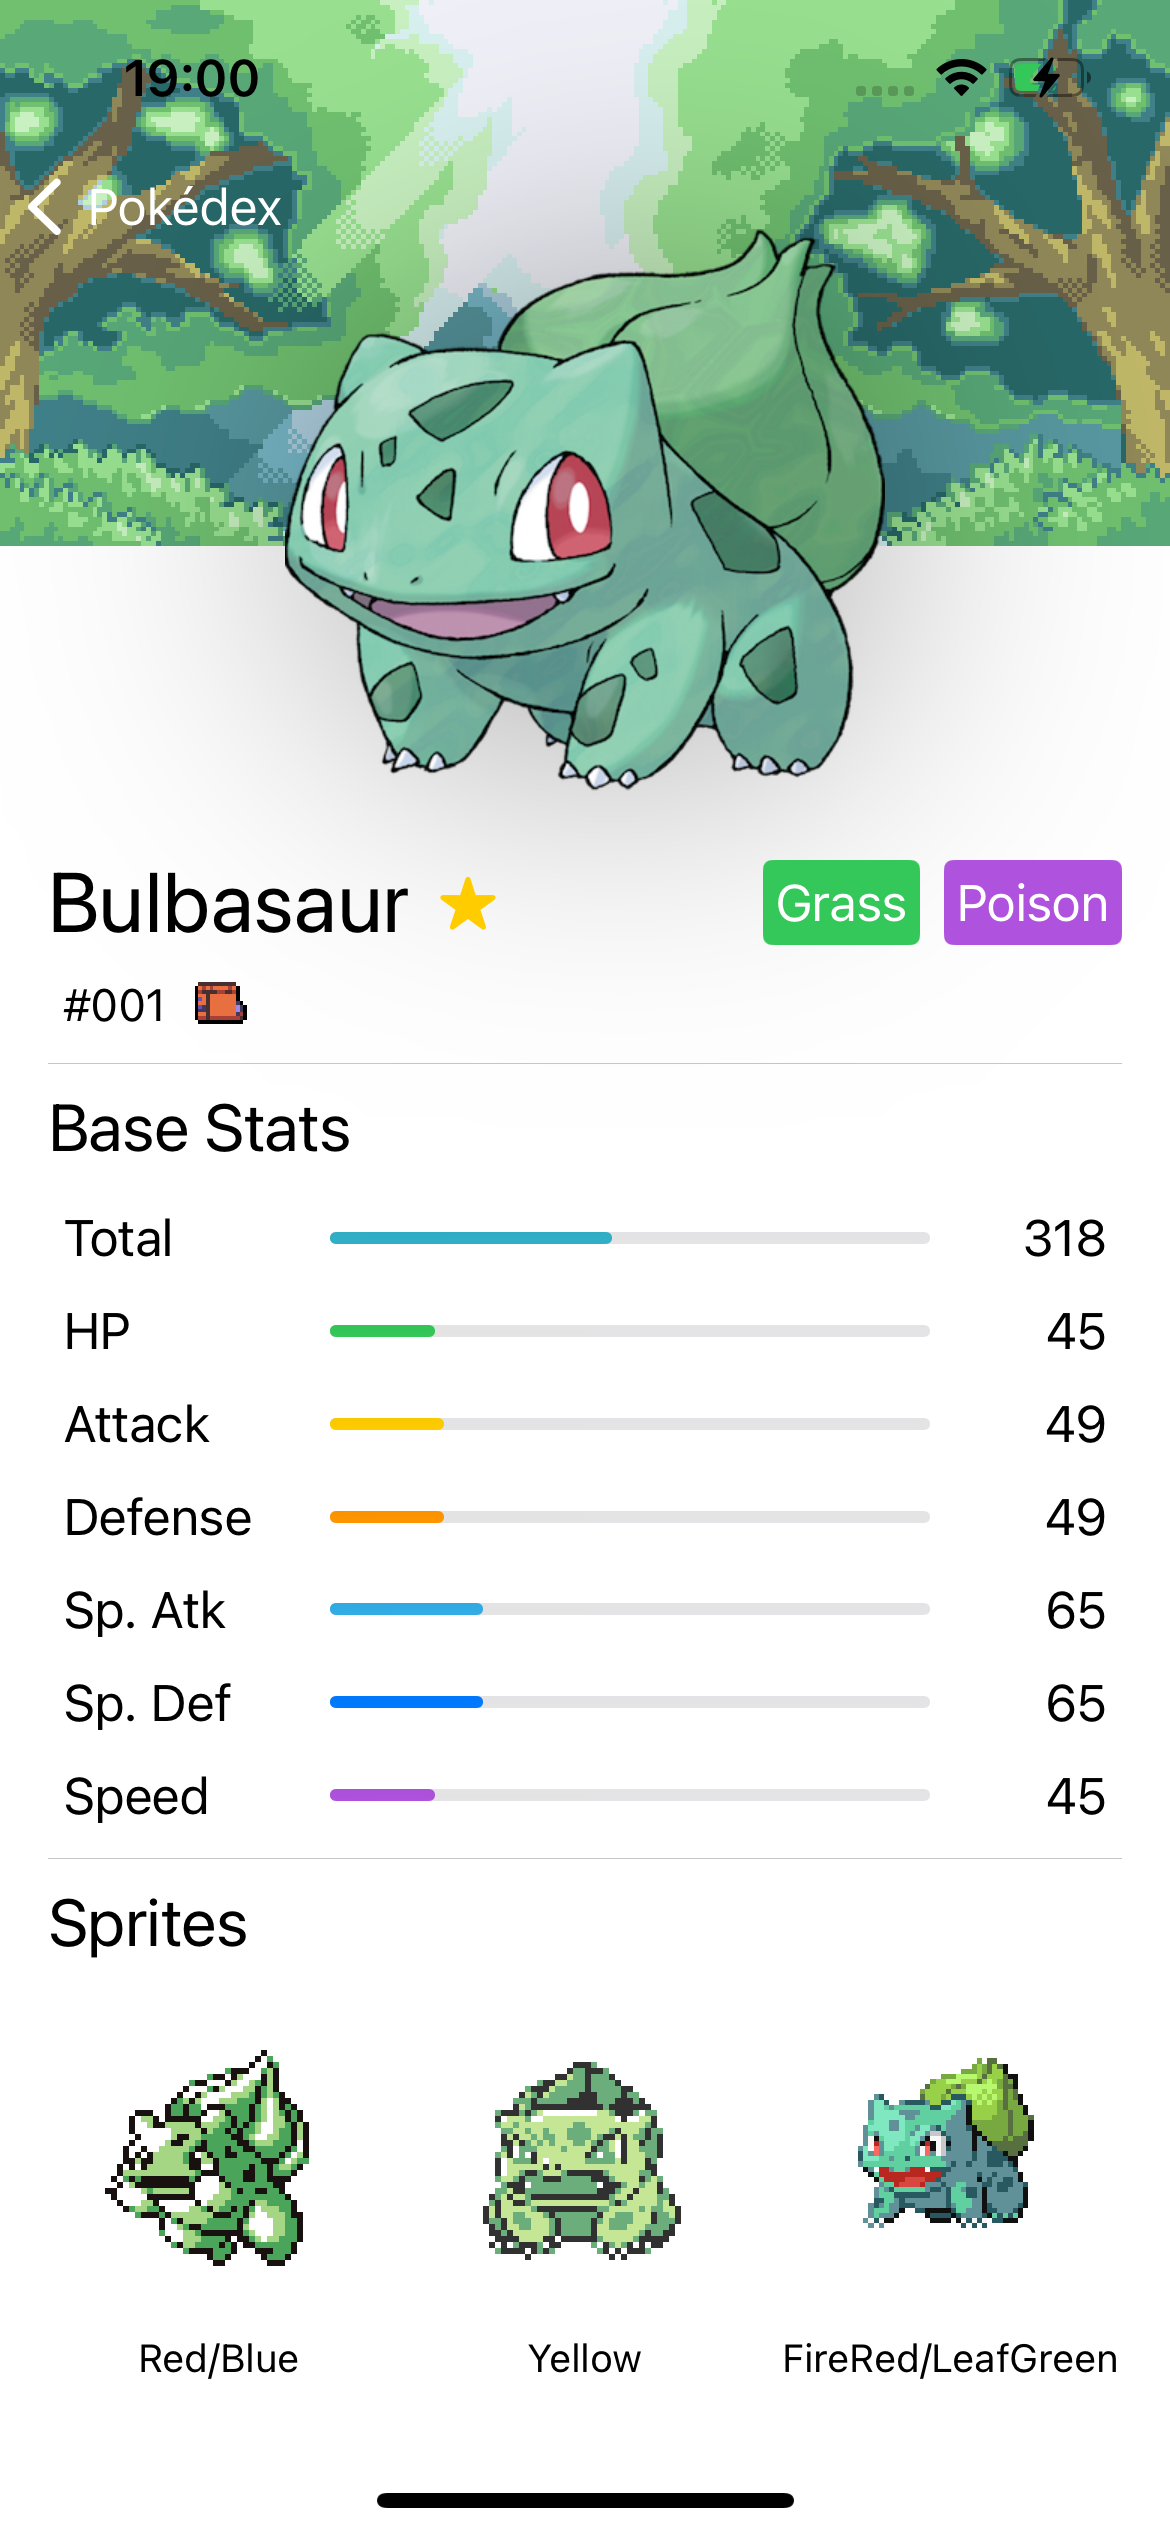 19:00
Pokédex
Bulbasaur
Grass
Poison
#001
Base Stats
Total 318
HP 45
Attack 49
Defense 49
Sp. Atk 65
Sp. Def 65
Speed 45
Sprites
Red/Blue
Yellow
FireRed/LeafGreen